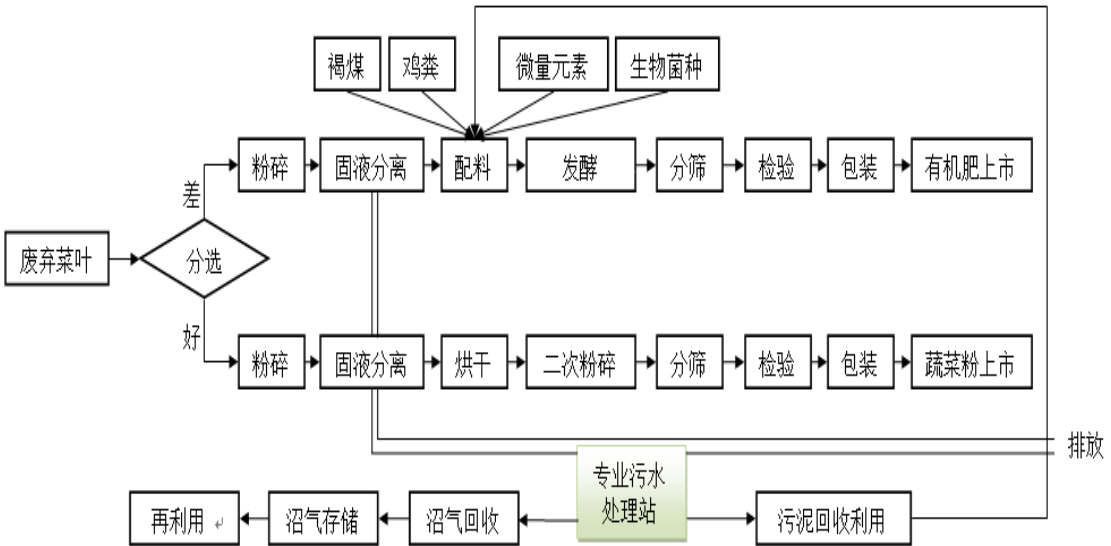 褐煤
鸡粪
微量元素
生物菌种
粉碎
固液分离
配料
发酵
分筛
检验
包装
有机肥上市
差
废弃菜叶
分选
好
粉碎
固液分离
烘干
二次粉碎
分筛
检验
包装
蔬菜粉上市
排放
专业污水
处理站
再利用
沼气存储
沼气回收
污泥回收利用